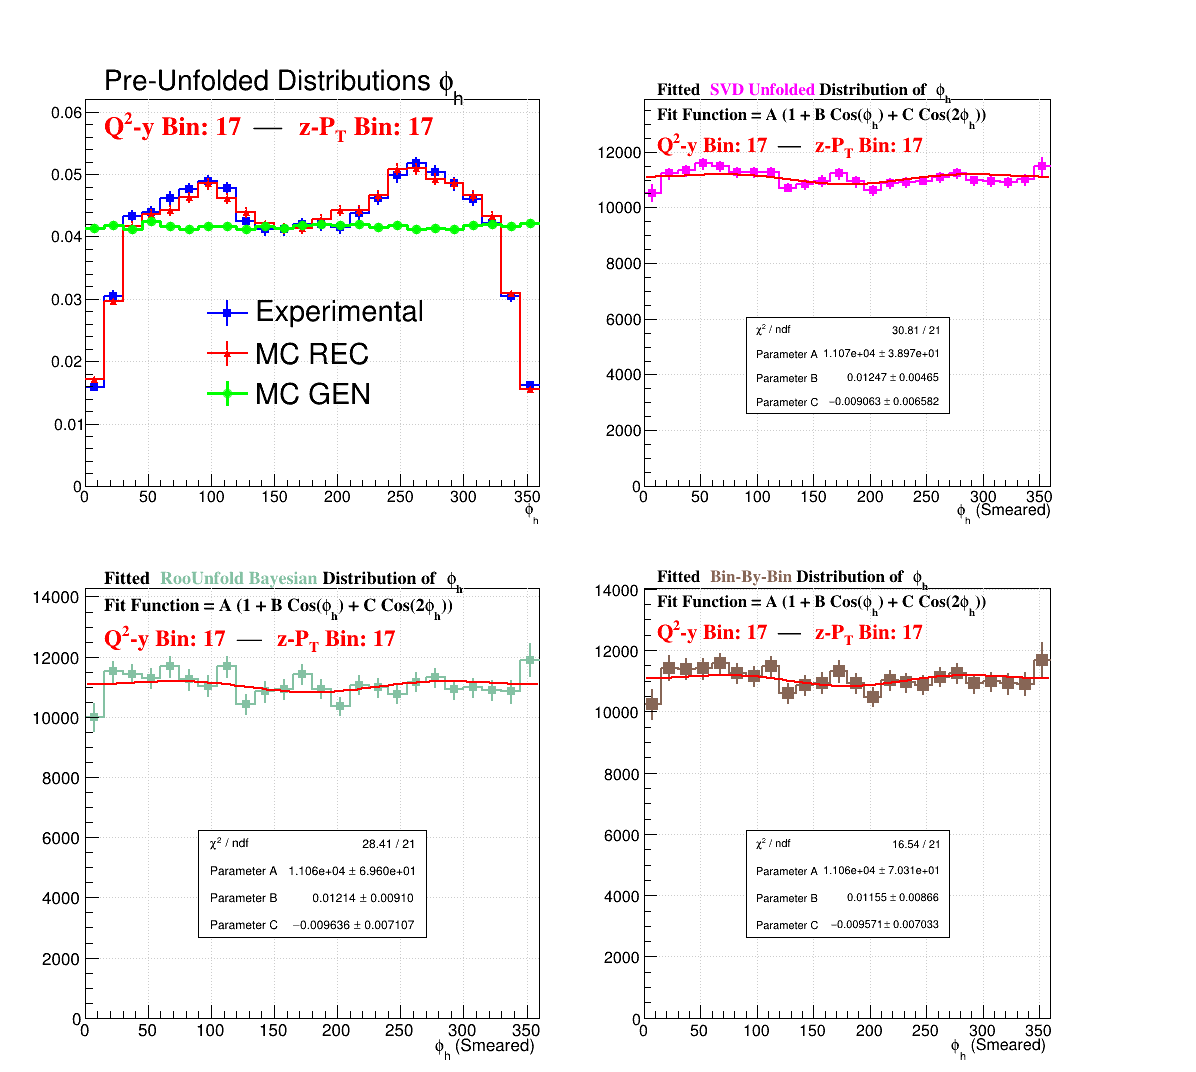 Pre-Unfolded Distributions ϕh
Q²-y Bin: 17 — z-PT Bin: 17
0.06
0.05
0.04
0.03
0.02
0.01
0
Experimental
MC REC
MC GEN
0 50 100 150 200 250 300 350
ϕh
Fitted SVD Unfolded Distribution of ϕh
Fit Function = A (1 + B Cos(ϕh) + C Cos(2ϕh))
Q²-y Bin: 17 — z-PT Bin: 17
12000
10000
8000
6000
4000
2000
0
χ² / ndf 30.81 / 21
Parameter A 1.107e+04 ± 3.897e+01
Parameter B 0.01247 ± 0.00465
Parameter C −0.009063 ± 0.006582
0 50 100 150 200 250 300 350
ϕh (Smeared)
Fitted RooUnfold Bayesian Distribution of ϕh
Fit Function = A (1 + B Cos(ϕh) + C Cos(2ϕh))
Q²-y Bin: 17 — z-PT Bin: 17
14000
12000
10000
8000
6000
4000
2000
0
χ² / ndf 28.41 / 21
Parameter A 1.106e+04 ± 6.960e+01
Parameter B 0.01214 ± 0.00910
Parameter C −0.009636 ± 0.007107
0 50 100 150 200 250 300 350
ϕh (Smeared)
Fitted Bin-By-Bin Distribution of ϕh
Fit Function = A (1 + B Cos(ϕh) + C Cos(2ϕh))
Q²-y Bin: 17 — z-PT Bin: 17
14000
12000
10000
8000
6000
4000
2000
0
χ² / ndf 16.54 / 21
Parameter A 1.106e+04 ± 7.031e+01
Parameter B 0.01155 ± 0.00866
Parameter C −0.009571 ± 0.007033
0 50 100 150 200 250 300 350
ϕh (Smeared)